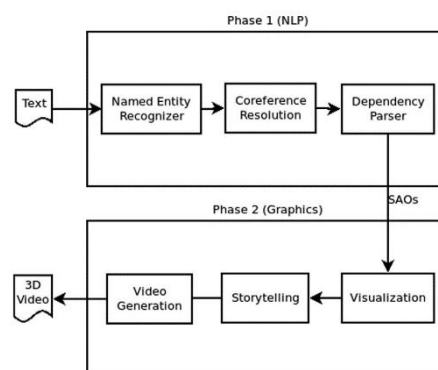 Phase 1 (NLP)
Text
Named Entity
Recognizer
Coreference
Resolution
Dependency
Parser
SAOs
Phase 2 (Graphics)
3D
Video
Video
Generation
Storytelling
Visualization